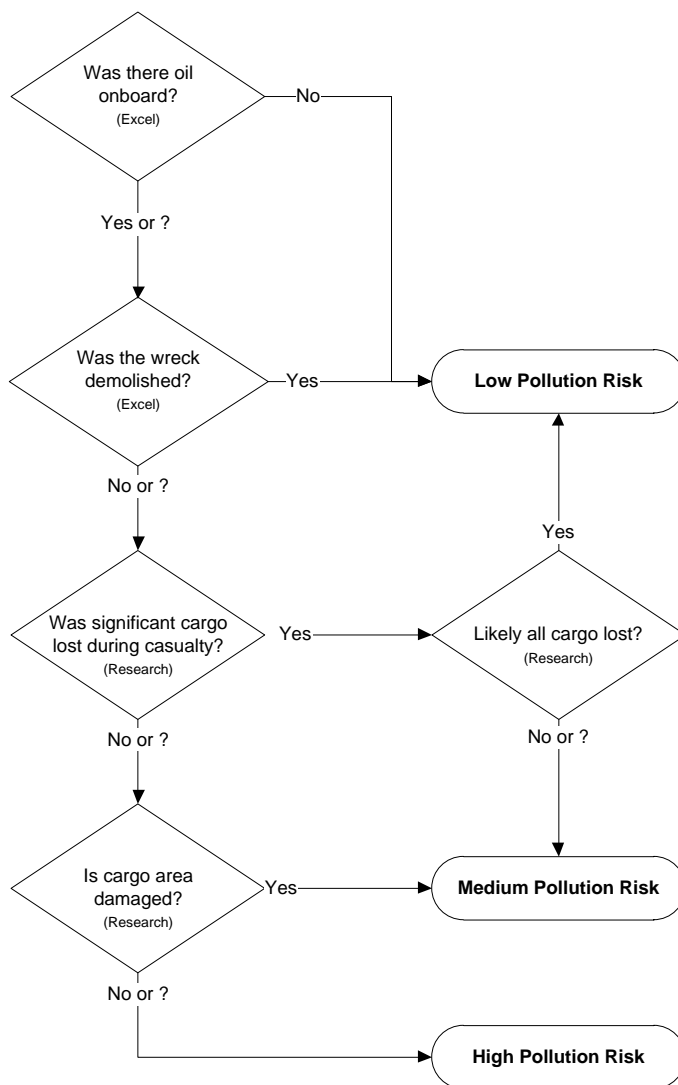 Was there oil
onboard?
(Excel)
No
Yes or ?
Was the wreck
demolished?
(Excel)
Yes
Low Pollution Risk
No or ?
Yes
Was significant cargo
lost during casualty?
(Research)
Yes
Likely all cargo lost?
(Research)
No or ?
No or ?
Is cargo area
damaged?
(Research)
Yes
Medium Pollution Risk
No or ?
High Pollution Risk